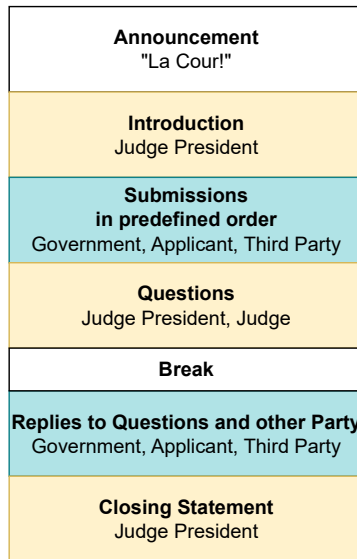 Announcement
"La Cour!"
Introduction
Judge President
Submissions
in predefined order
Government, Applicant, Third Party
Questions
Judge President, Judge
Break
Replies to Questions and other Party
Government, Applicant, Third Party
Closing Statement
Judge President